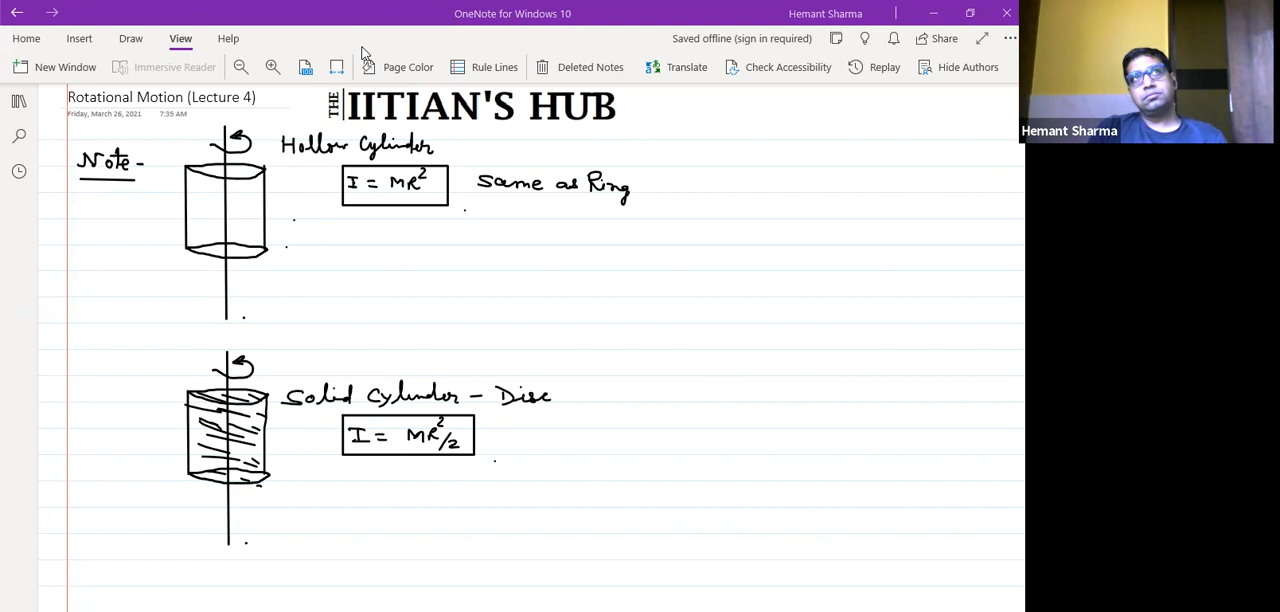 OneNote for Windows 10
Hemant Sharma
Home Insert Draw View Help
Saved offline (sign in required)
Share
New Window Immersive Reader
100
Page Color Rule Lines Deleted Notes Translate Check Accessibility Replay Hide Authors
Rotational Motion (Lecture 4)
Friday, March 26, 2021 7:35 AM
THE IITIAN'S HUB
Hemant Sharma
Note-
Hollow Cylinder
I = MR²
Same as Ring
Solid Cylinder - Disc
I = MR²/2